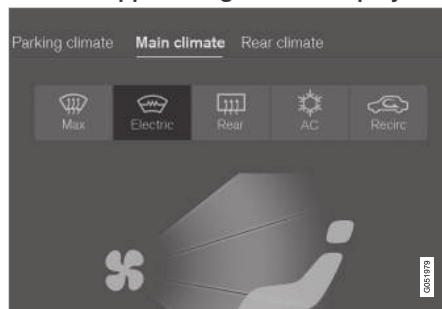 Parking climate Main climate Rear climate
Max Electric Rear AC Recirc
G051979